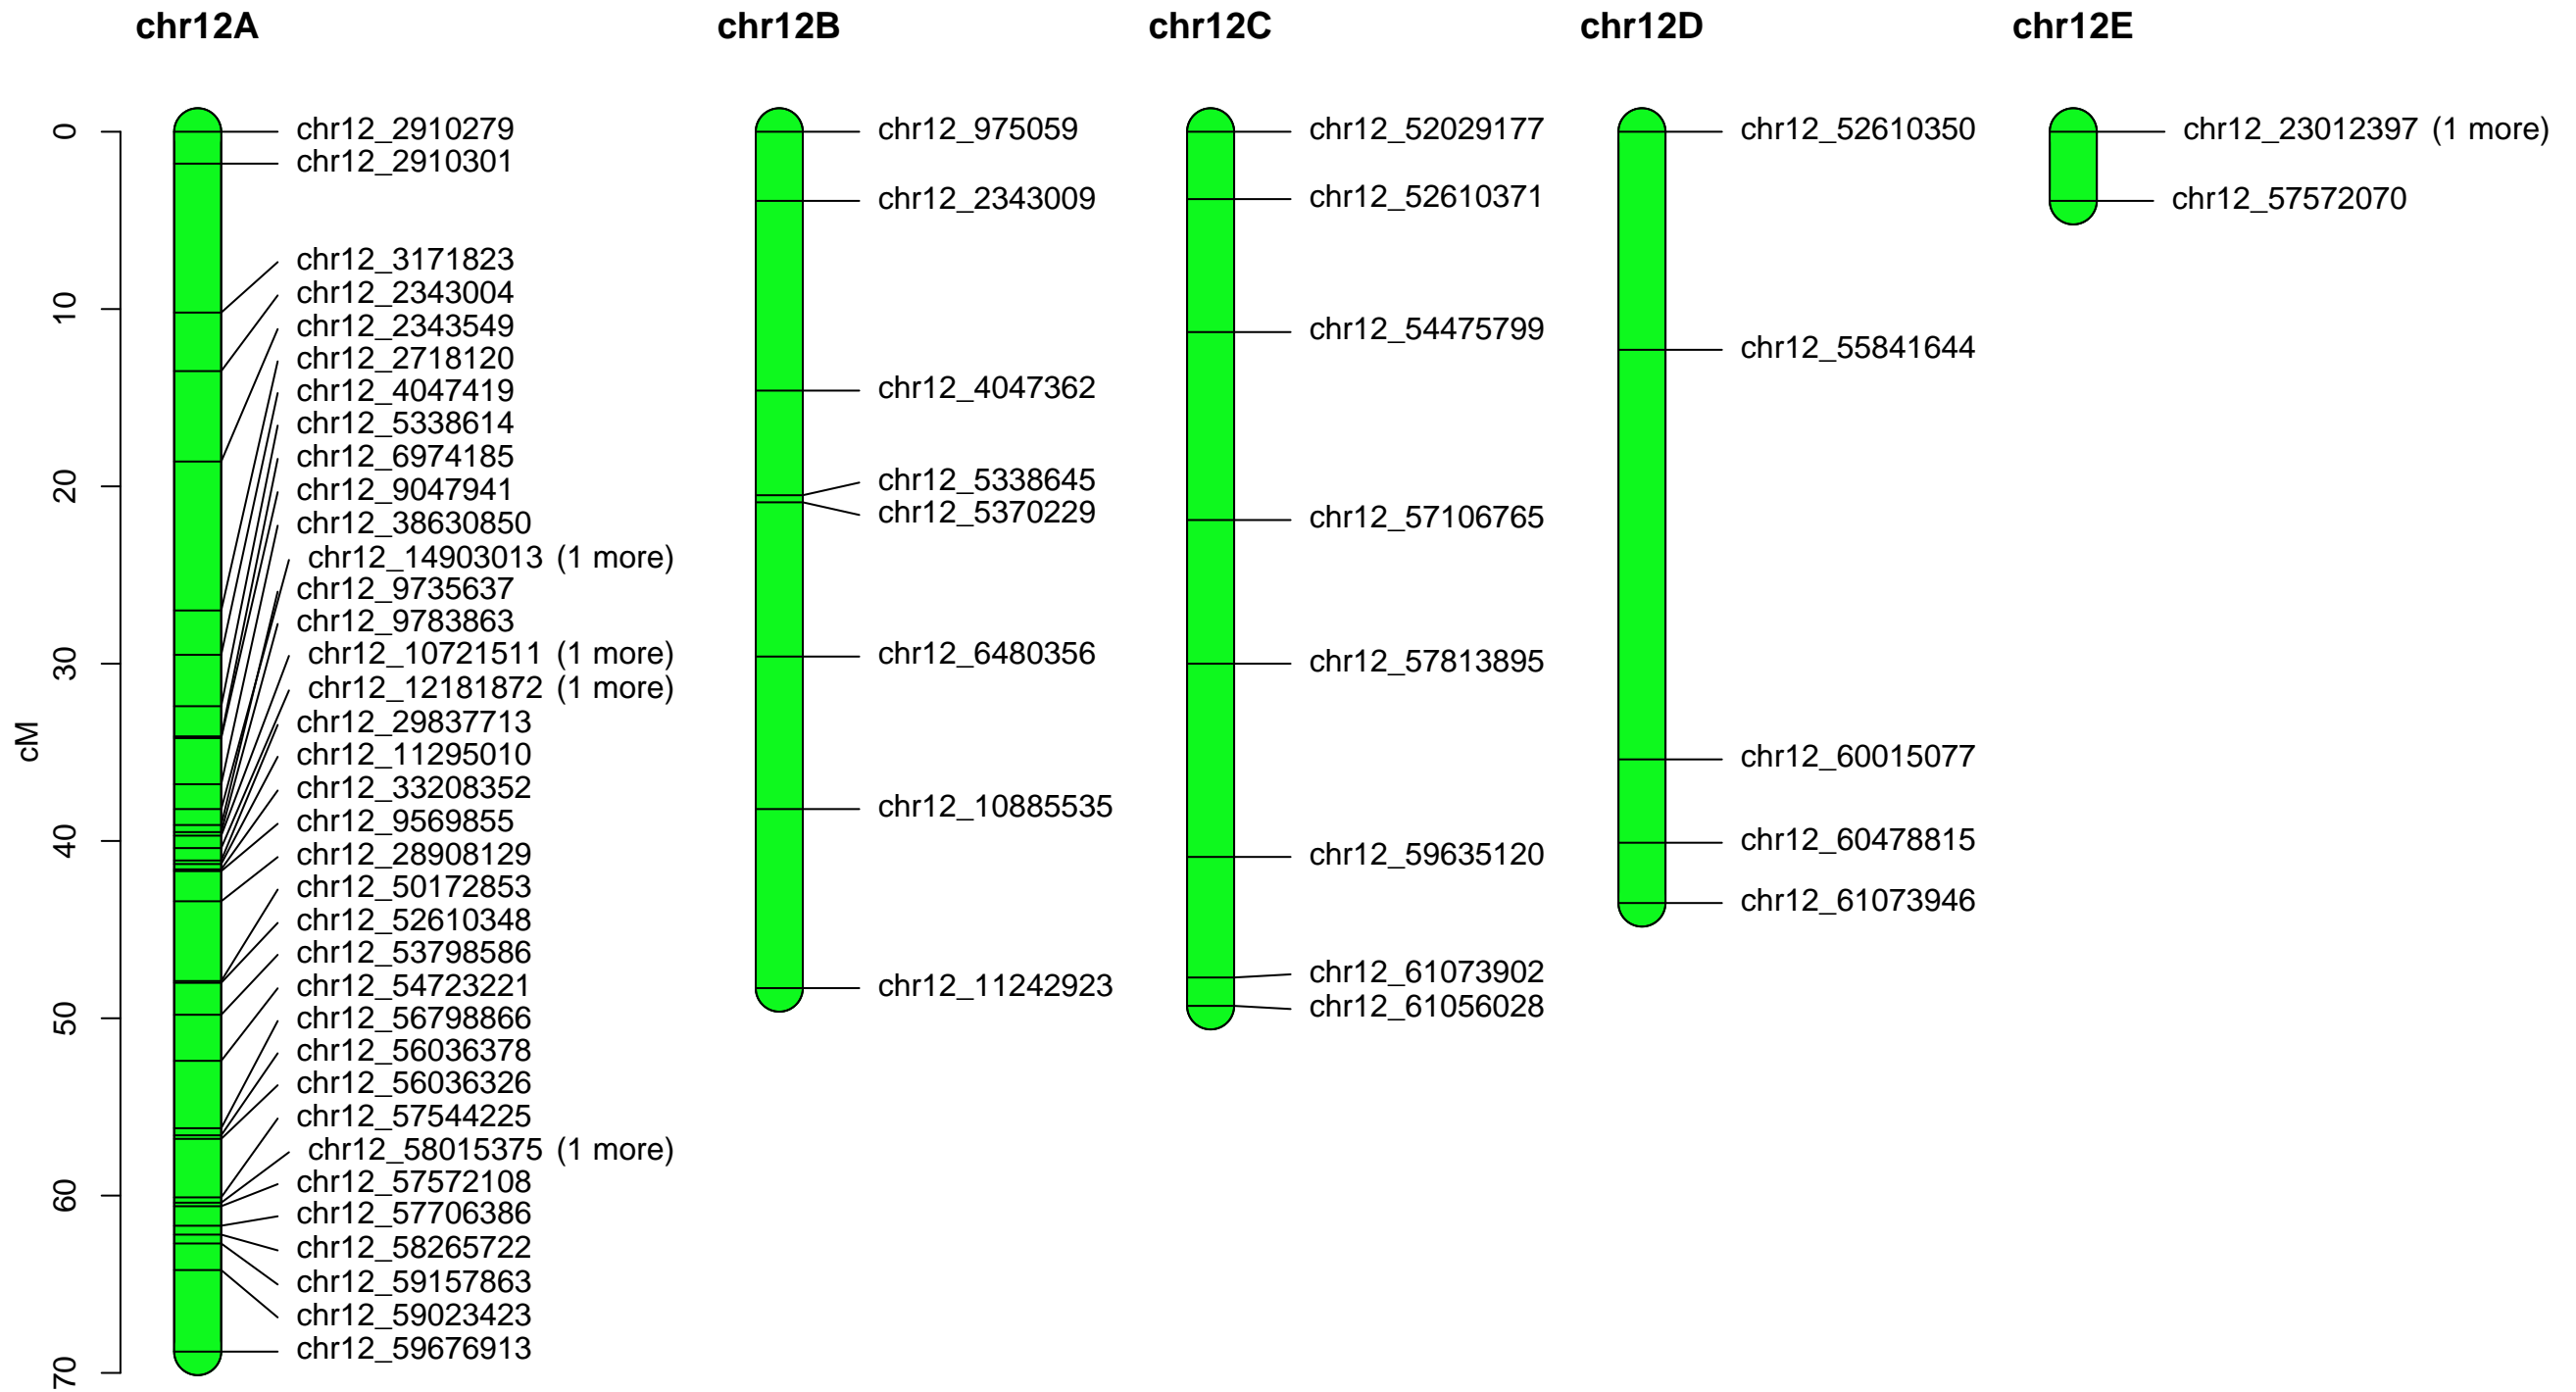 chr12A
chr12B
chr12C
chr12D
chr12E
cM
0
10
20
30
40
50
60
70
chr12_2910279
chr12_2910301
chr12_3171823
chr12_2343004
chr12_2343549
chr12_2718120
chr12_4047419
chr12_5338614
chr12_6974185
chr12_9047941
chr12_38630850
chr12_14903013 (1 more)
chr12_9735637
chr12_9783863
chr12_10721511 (1 more)
chr12_12181872 (1 more)
chr12_29837713
chr12_11295010
chr12_33208352
chr12_9569855
chr12_28908129
chr12_50172853
chr12_52610348
chr12_53798586
chr12_54723221
chr12_56798866
chr12_56036378
chr12_56036326
chr12_57544225
chr12_58015375 (1 more)
chr12_57572108
chr12_57706386
chr12_58265722
chr12_59157863
chr12_59023423
chr12_59676913
chr12_975059
chr12_2343009
chr12_4047362
chr12_5338645
chr12_5370229
chr12_6480356
chr12_10885535
chr12_11242923
chr12_52029177
chr12_52610371
chr12_54475799
chr12_57106765
chr12_57813895
chr12_59635120
chr12_61073902
chr12_61056028
chr12_52610350
chr12_55841644
chr12_60015077
chr12_60478815
chr12_61073946
chr12_23012397 (1 more)
chr12_57572070